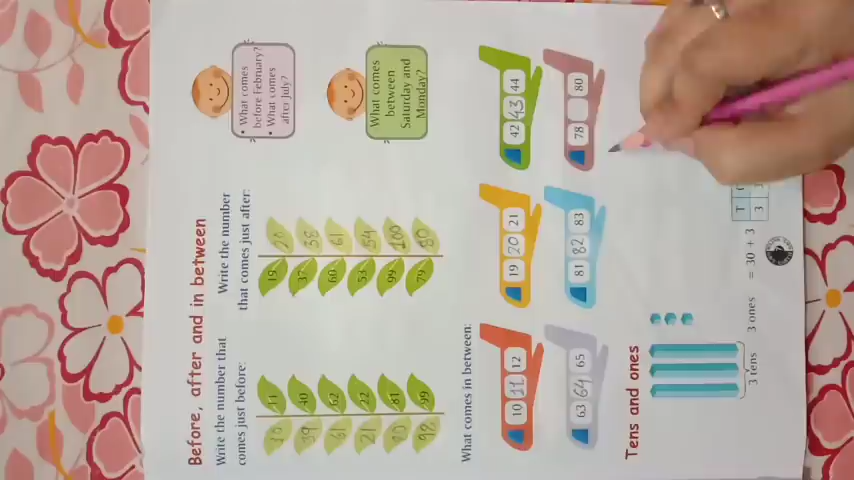 Before, after and in between
Write the number that
comes just before:
10 11
39 40
61 62
21 22
80 81
98 99
Write the number
that comes just after:
19 20
37 38
60 61
53 54
99 100
79 80
• What comes
before February?
• What comes
after July?
What comes
between
Saturday and
Monday?
What comes in between:
10 11 12
19 20 21
42 43 44
63 64 65
81 82 83
78 80
Tens and ones
3 tens 3 ones = 30 + 3
T
3